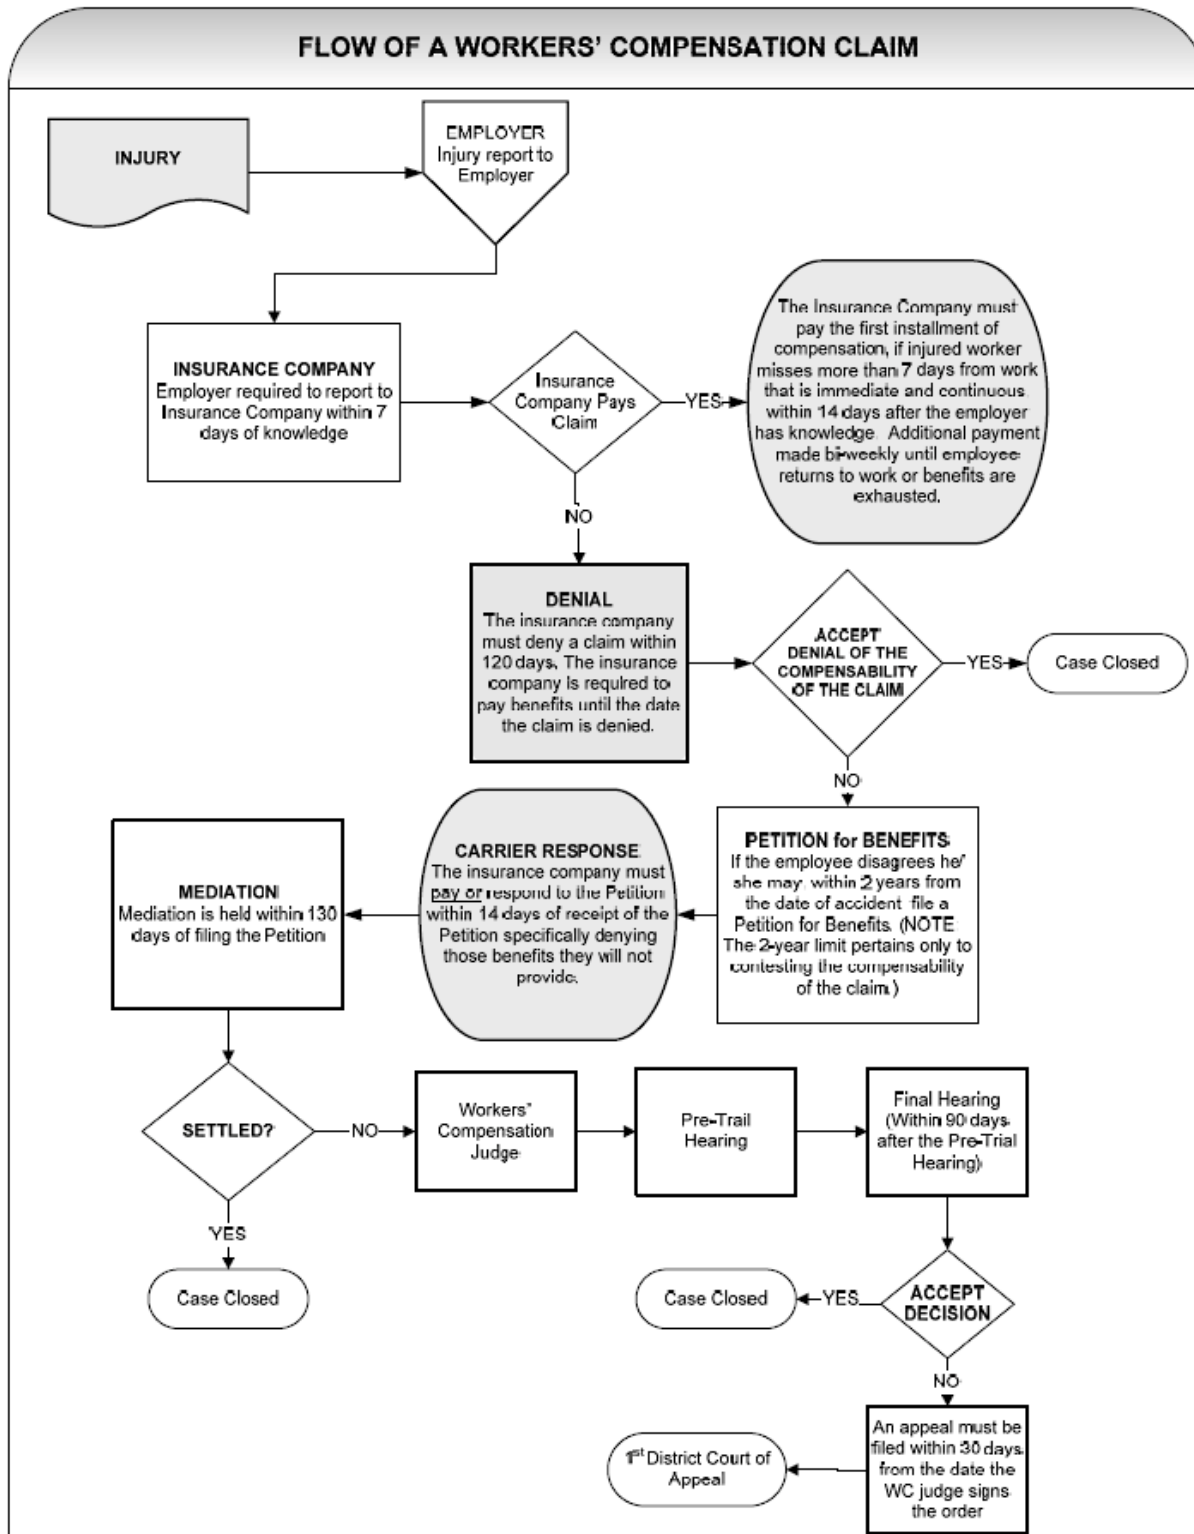 FLOW OF A WORKERS' COMPENSATION CLAIM
INJURY
EMPLOYER
Injury report to
Employer
INSURANCE COMPANY
Employer required to report to
Insurance Company within 7
days of knowledge
Insurance
Company Pays
Claim
YES
The Insurance Company must
pay the first installment of
compensation, if injured worker
misses more than 7 days from work
that is immediate and continuous
within 14 days after the employer
has knowledge. Additional payment
made bi-weekly until employee
returns to work or benefits are
exhausted.
NO
DENIAL
The insurance company
must deny a claim within
120 days. The insurance
company is required to
pay benefits until the date
the claim is denied.
ACCEPT
DENIAL OF THE
COMPENSABILITY
OF THE CLAIM
YES
Case Closed
NO
PETITION for BENEFITS
If the employee disagrees he/
she may, within 2 years from
the date of accident file a
Petition for Benefits. (NOTE:
The 2-year limit pertains only to
contesting the compensability
of the claim.)
CARRIER RESPONSE
The insurance company must
pay or respond to the Petition
within 14 days of receipt of the
Petition specifically denying
those benefits they will not
provide.
MEDIATION
Mediation is held within 130
days of filing the Petition
SETTLED?
NO
Workers'
Compensation
Judge
Pre-Trail
Hearing
Final Hearing
(Within 90 days
after the Pre-Trial
Hearing)
YES
Case Closed
ACCEPT
DECISION
YES
Case Closed
NO
An appeal must be
filed within 30 days
from the date the
WC judge signs
the order
1st District Court of
Appeal